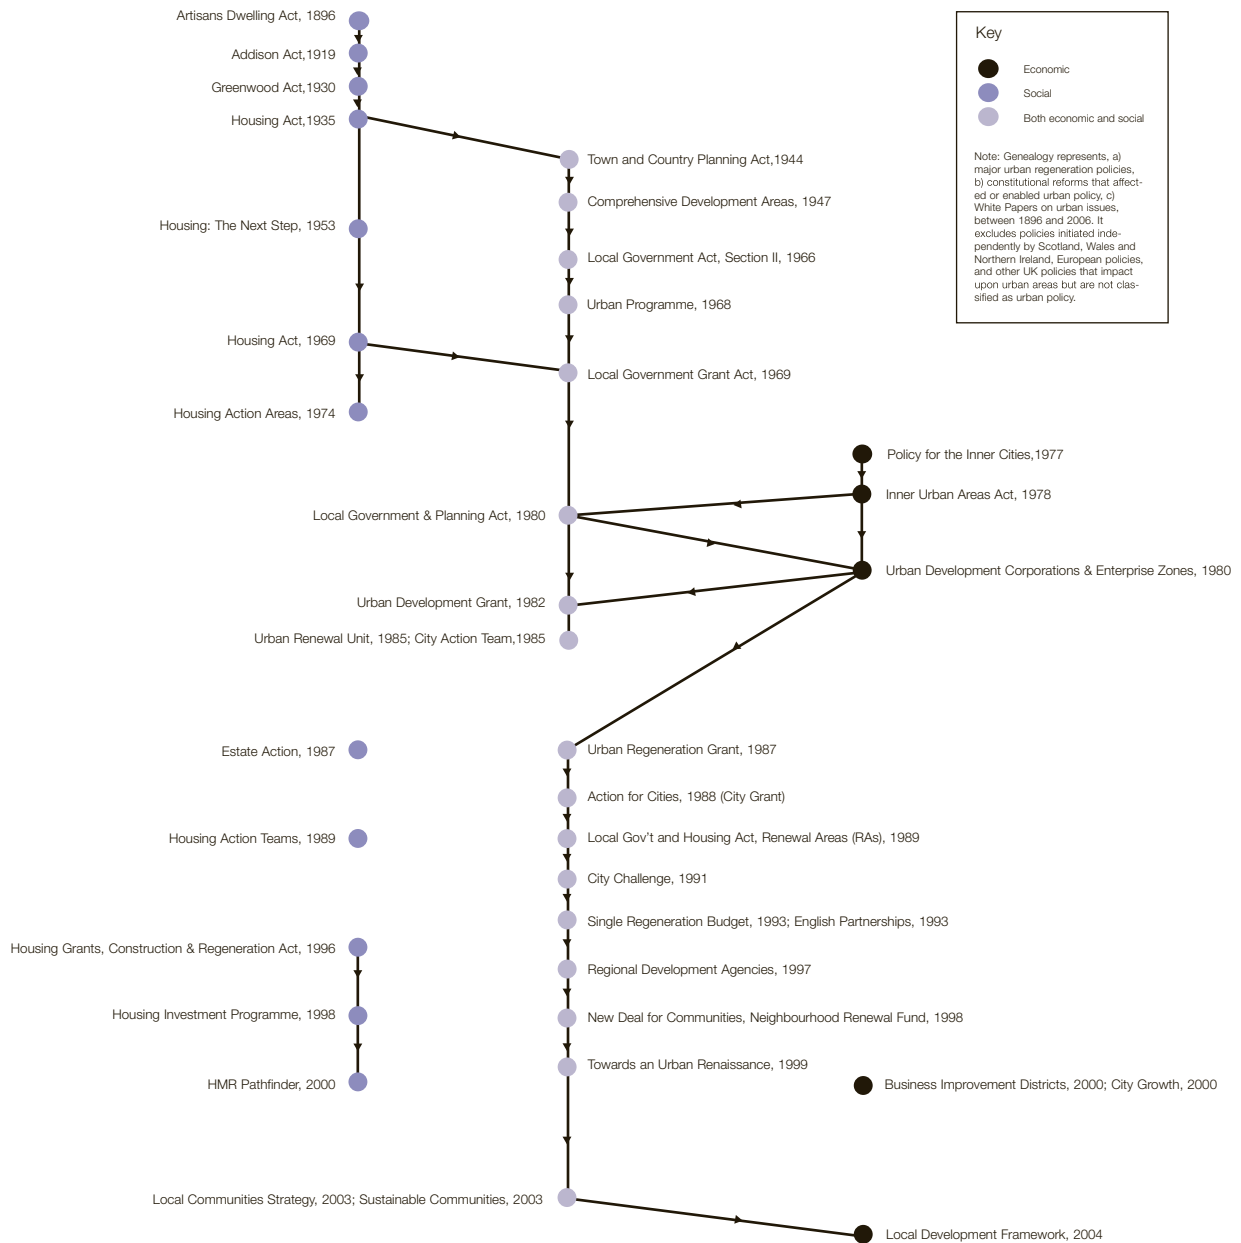 Artisans Dwelling Act, 1896
Addison Act,1919
Greenwood Act,1930
Housing Act,1935
Key
Economic
Social
Both economic and social
Note: Genealogy represents, a)
major urban regeneration policies,
b) constitutional reforms that affect-
ed or enabled urban policy, c)
White Papers on urban issues,
between 1896 and 2006. It
excludes policies initiated inde-
pendently by Scotland, Wales and
Northern Ireland, European policies,
and other UK policies that impact
upon urban areas but are not clas-
sified as urban policy.
Town and Country Planning Act,1944
Comprehensive Development Areas, 1947
Housing: The Next Step, 1953
Local Government Act, Section II, 1966
Urban Programme, 1968
Housing Act, 1969
Local Government Grant Act, 1969
Housing Action Areas, 1974
Policy for the Inner Cities,1977
Inner Urban Areas Act, 1978
Local Government & Planning Act, 1980
Urban Development Corporations & Enterprise Zones, 1980
Urban Development Grant, 1982
Urban Renewal Unit, 1985; City Action Team,1985
Estate Action, 1987
Urban Regeneration Grant, 1987
Action for Cities, 1988 (City Grant)
Housing Action Teams, 1989
Local Gov't and Housing Act, Renewal Areas (RAs), 1989
City Challenge, 1991
Single Regeneration Budget, 1993; English Partnerships, 1993
Housing Grants, Construction & Regeneration Act, 1996
Regional Development Agencies, 1997
Housing Investment Programme, 1998
New Deal for Communities, Neighbourhood Renewal Fund, 1998
Towards an Urban Renaissance, 1999
HMR Pathfinder, 2000
Business Improvement Districts, 2000; City Growth, 2000
Local Communities Strategy, 2003; Sustainable Communities, 2003
Local Development Framework, 2004